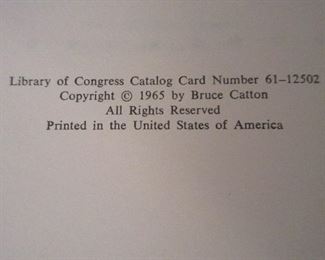 Library of Congress Catalog Card Number 61–12502
Copyright © 1965 by Bruce Catton
All Rights Reserved
Printed in the United States of America